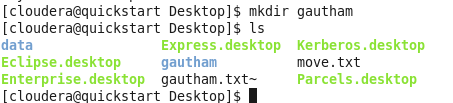 [cloudera@quickstart Desktop]$ mkdir gautham
[cloudera@quickstart Desktop]$ ls
data Express.desktop Kerberos.desktop
Eclipse.desktop gautham move.txt
Enterprise.desktop gautham.txt~ Parcels.desktop
[cloudera@quickstart Desktop]$